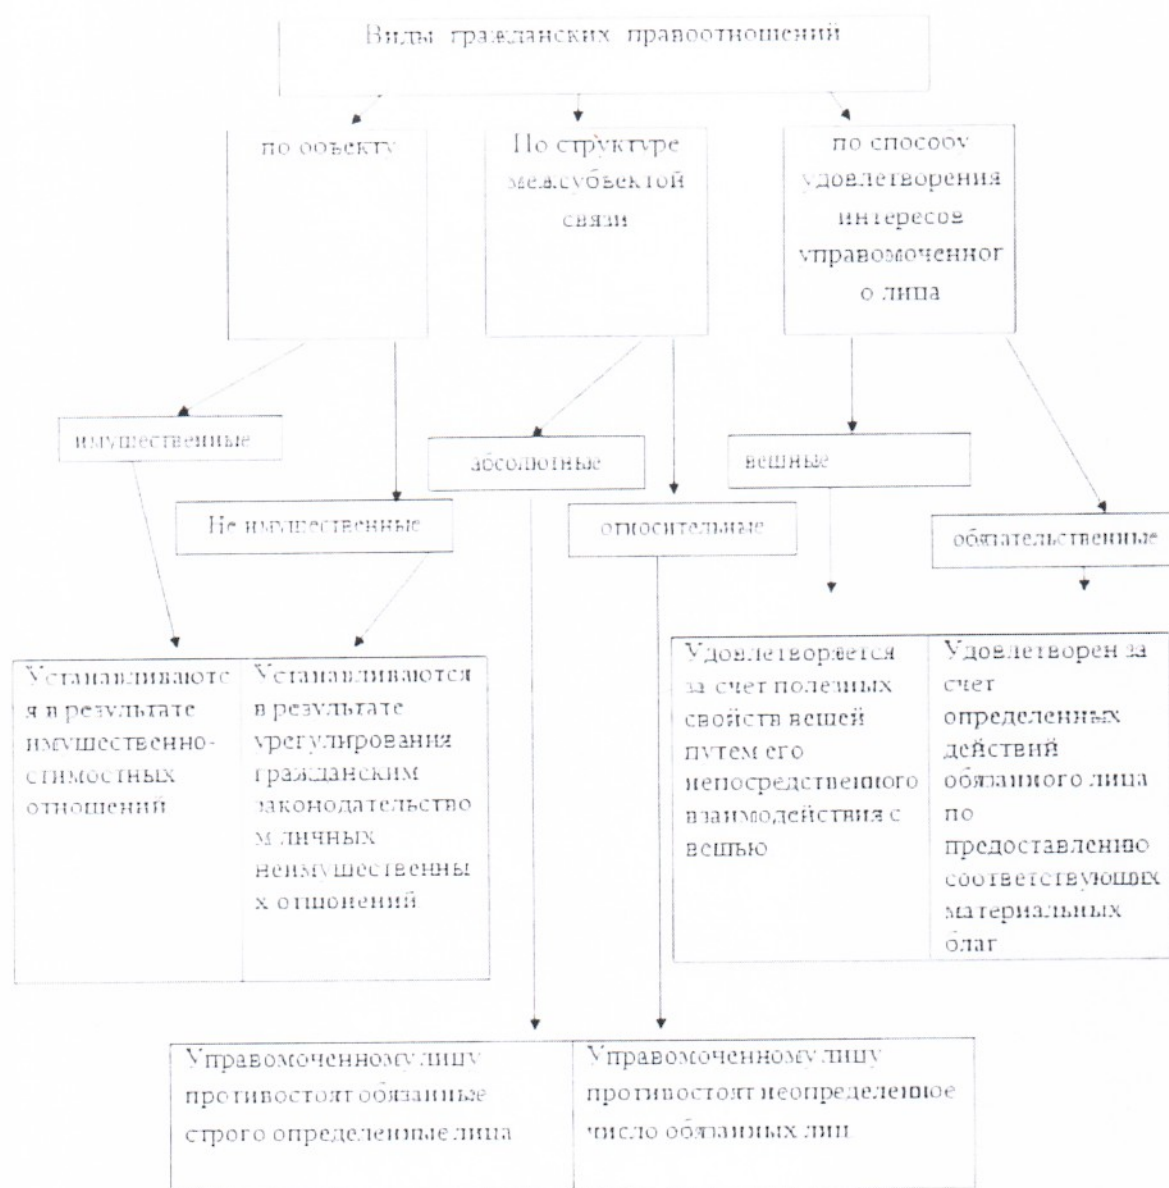 Виды гражданских правоотношений
по объекту
По структуре
межсубъектой
связи
по способу
удовлетворения
интересов
управомоченног
о лица
имущественные
Не имущественные
абсолютные
относительные
вещные
обязательственные
Устанавливаютс
я в результате
имущественно-
стимостных
отношений
Устанавливаются
в результате
урегулирования
гражданским
законодательство
м личных
неимущественны
х отшонений
Удовлетворяется
за счет полезных
свойств вещей
путем его
непосредственного
взаимодействия с
вещью
Удовлетворен за
счет
определенных
действий
обязанного лица
по
предоставлению
соответствующих
материальных
благ
Управомоченному лицу
противостоят обязанные
строго определенные лица
Управомоченному лицу
противостоят неопределенное
число обязанных лиц